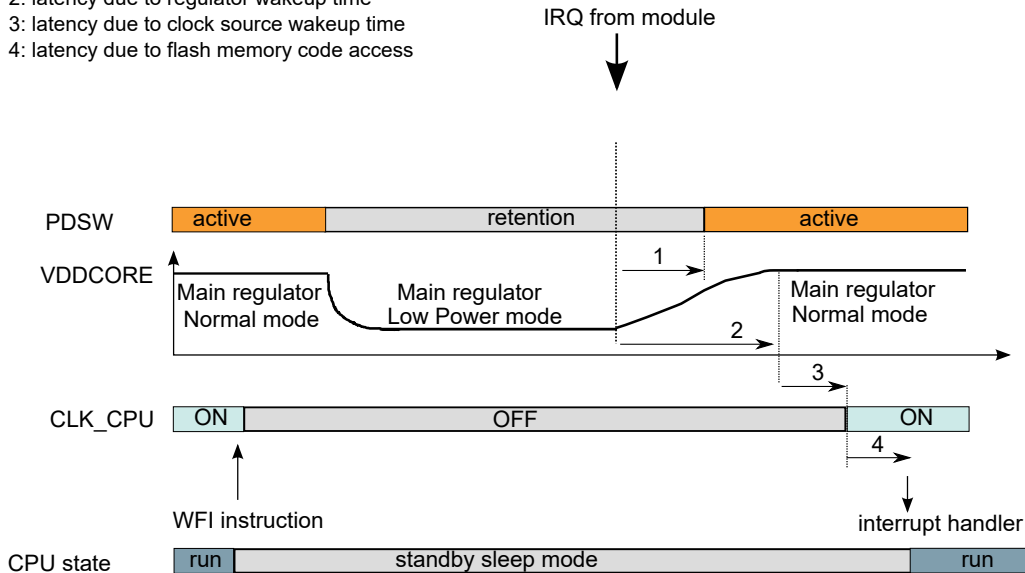 2: latency due to regulator wakeup time
3: latency due to clock source wakeup time
4: latency due to flash memory code access
IRQ from module
PDSW
active
retention
active
1
VDDCORE
Main regulator
Normal mode
Main regulator
Low Power mode
Main regulator
Normal mode
2
3
CLK_CPU
ON
OFF
ON
4
WFI instruction
interrupt handler
CPU state
run
standby sleep mode
run